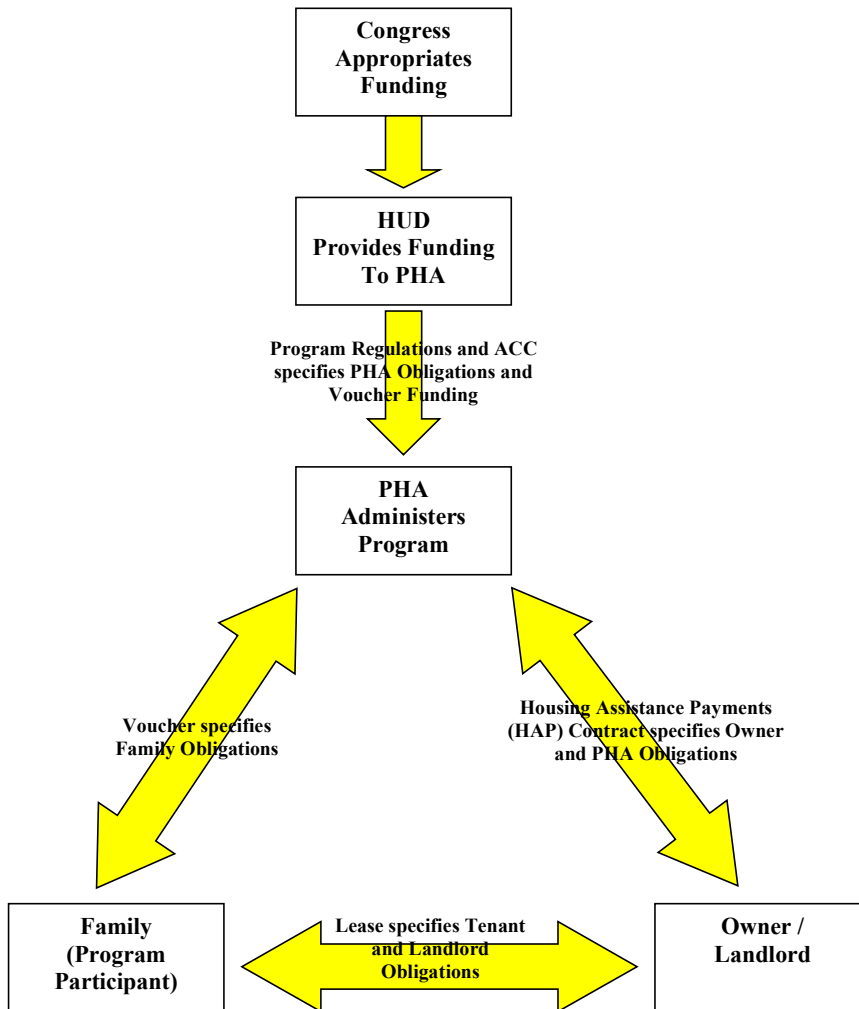 Congress
Appropriates
Funding
HUD
Provides Funding
To PHA
Program Regulations and ACC
specifies PHA Obligations and
Voucher Funding
PHA
Administers
Program
Voucher specifies
Family Obligations
Housing Assistance Payments
(HAP) Contract specifies Owner
and PHA Obligations
Family
(Program
Participant)
Lease specifies Tenant
and Landlord
Obligations
Owner /
Landlord